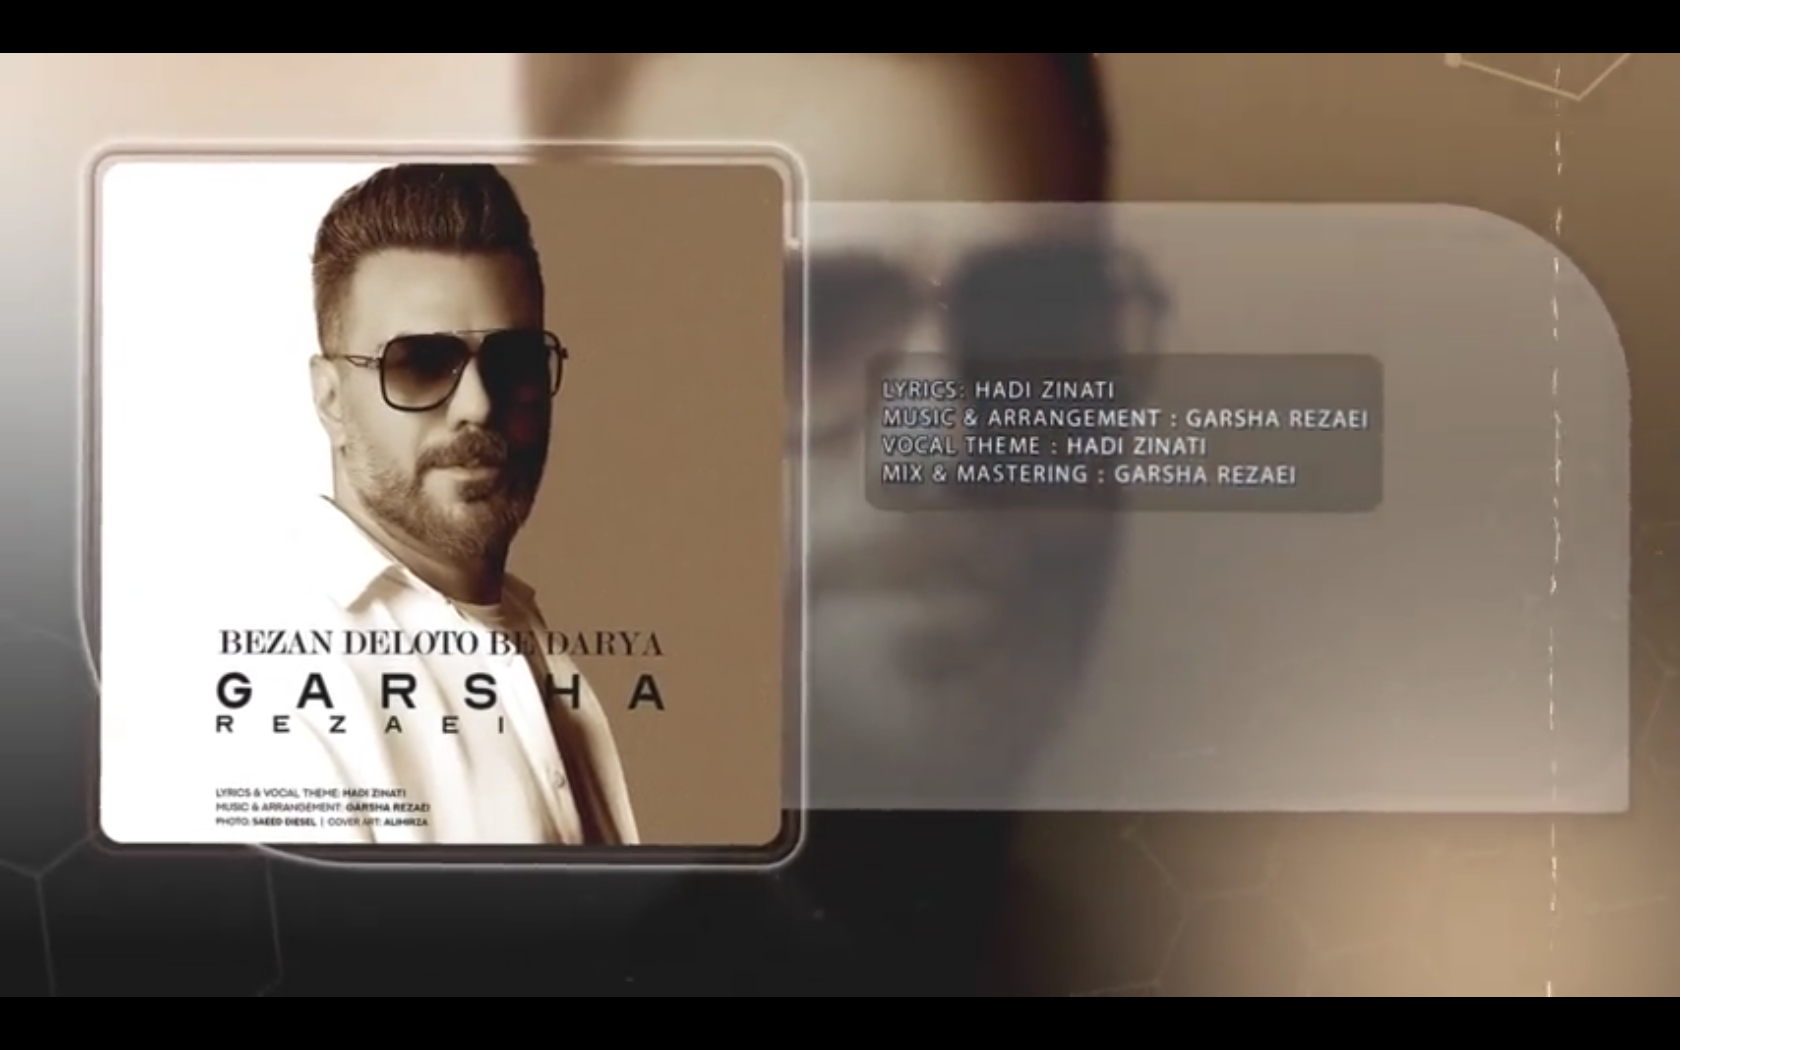 BEZAN DELOTO BE DARYA
GARSHA
REZAEI
LYRICS & VOCAL THEME: HADI ZINATI
MUSIC & ARRANGEMENT: GARSHA REZAEI
PHOTO: SAEED DIESEL | COVER ART: ALIMIRZA
LYRICS: HADI ZINATI
MUSIC & ARRANGEMENT : GARSHA REZAEI
VOCAL THEME : HADI ZINATI
MIX & MASTERING : GARSHA REZAEI